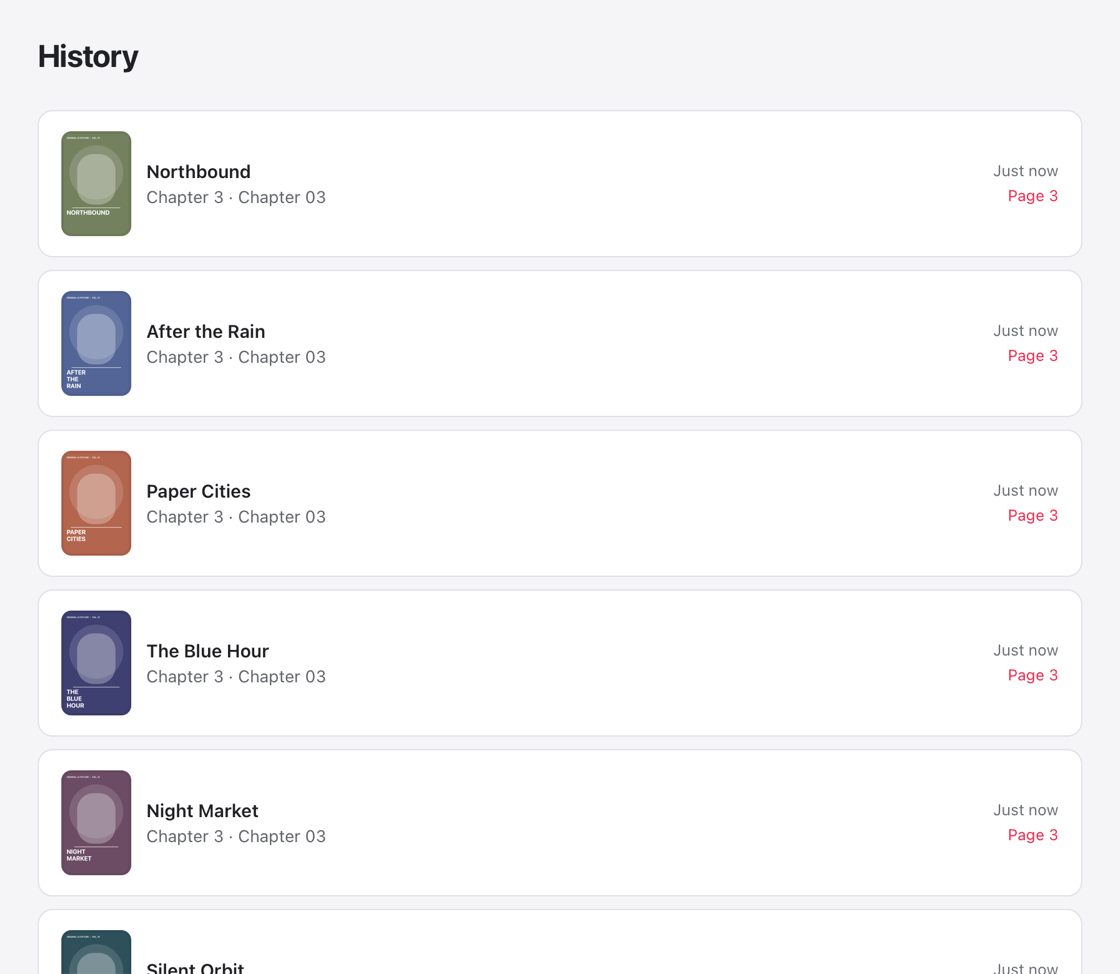 History
NORTHBOUND
Northbound
Chapter 3 · Chapter 03
Just now
Page 3
AFTER
THE
RAIN
After the Rain
Chapter 3 · Chapter 03
Just now
Page 3
PAPER
CITIES
Paper Cities
Chapter 3 · Chapter 03
Just now
Page 3
THE
BLUE
HOUR
The Blue Hour
Chapter 3 · Chapter 03
Just now
Page 3
NIGHT
MARKET
Night Market
Chapter 3 · Chapter 03
Just now
Page 3
Silent Orbit
Just now